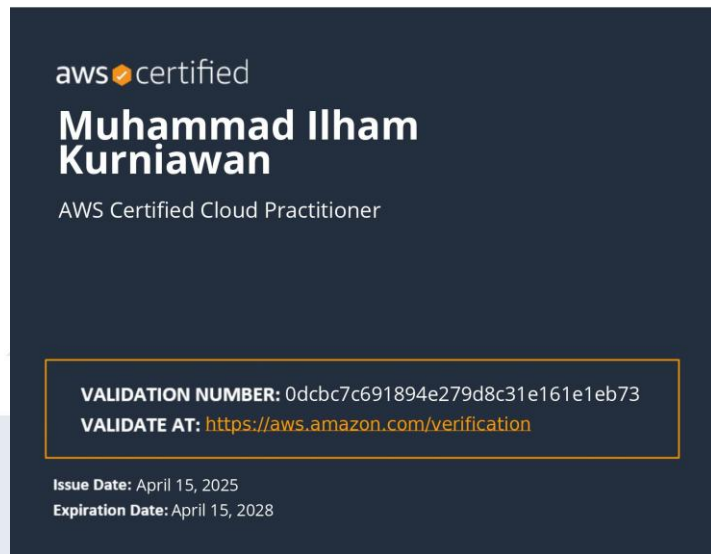 aws certified
Muhammad Ilham
Kurniawan
AWS Certified Cloud Practitioner
VALIDATION NUMBER: 0dcbc7c691894e279d8c31e161e1eb73
VALIDATE AT: https://aws.amazon.com/verification
Issue Date: April 15, 2025
Expiration Date: April 15, 2028